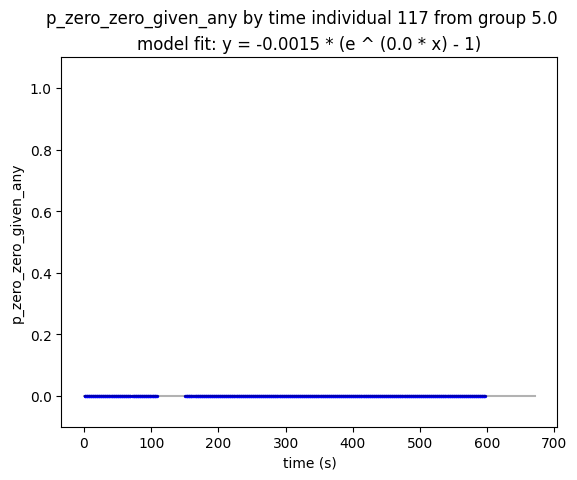 p_zero_zero_given_any by time individual 117 from group 5.0
model fit: y = -0.0015 * (e ^ (0.0 * x) - 1)
1.0
0.8
0.6
0.4
0.2
0.0
p_zero_zero_given_any
0 100 200 300 400 500 600 700
time (s)